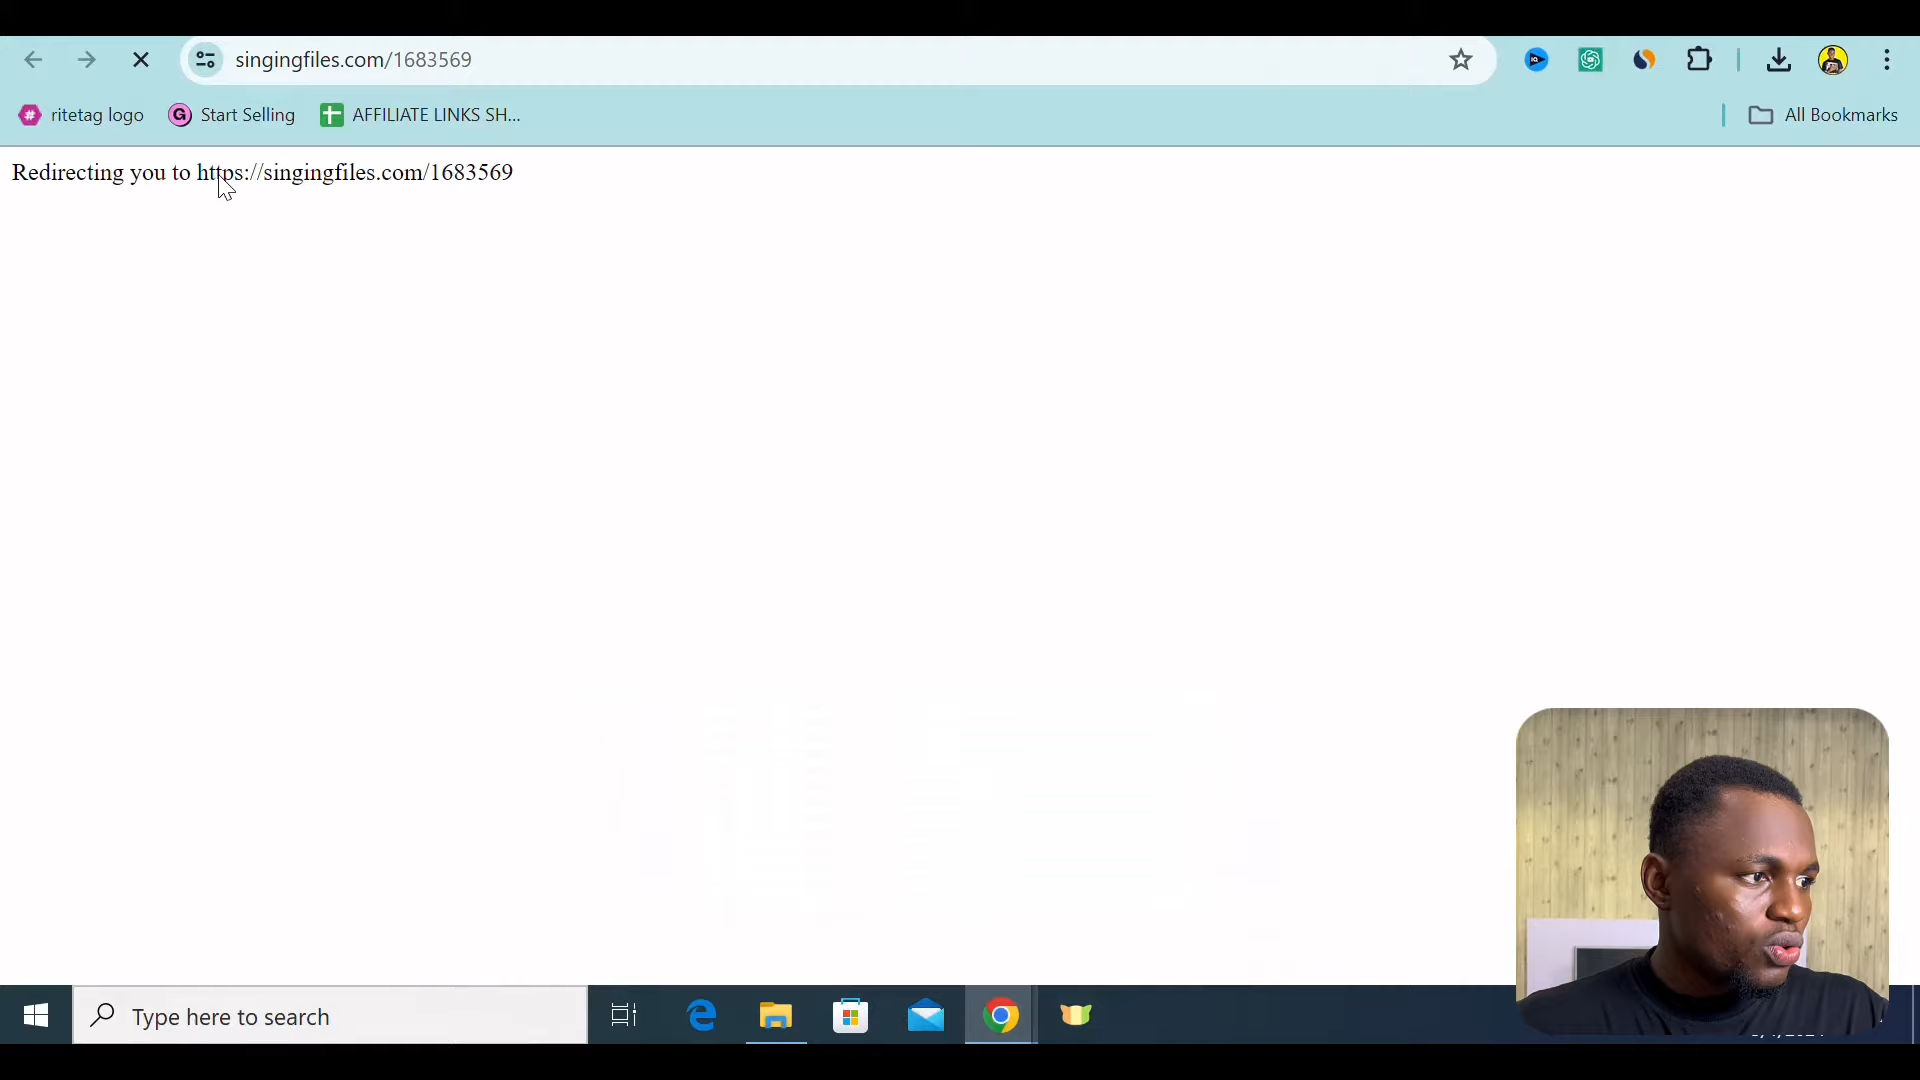 singingfiles.com/1683569
ritetag logo
Start Selling
AFFILIATE LINKS SH...
All Bookmarks
Redirecting you to https://singingfiles.com/1683569
Type here to search